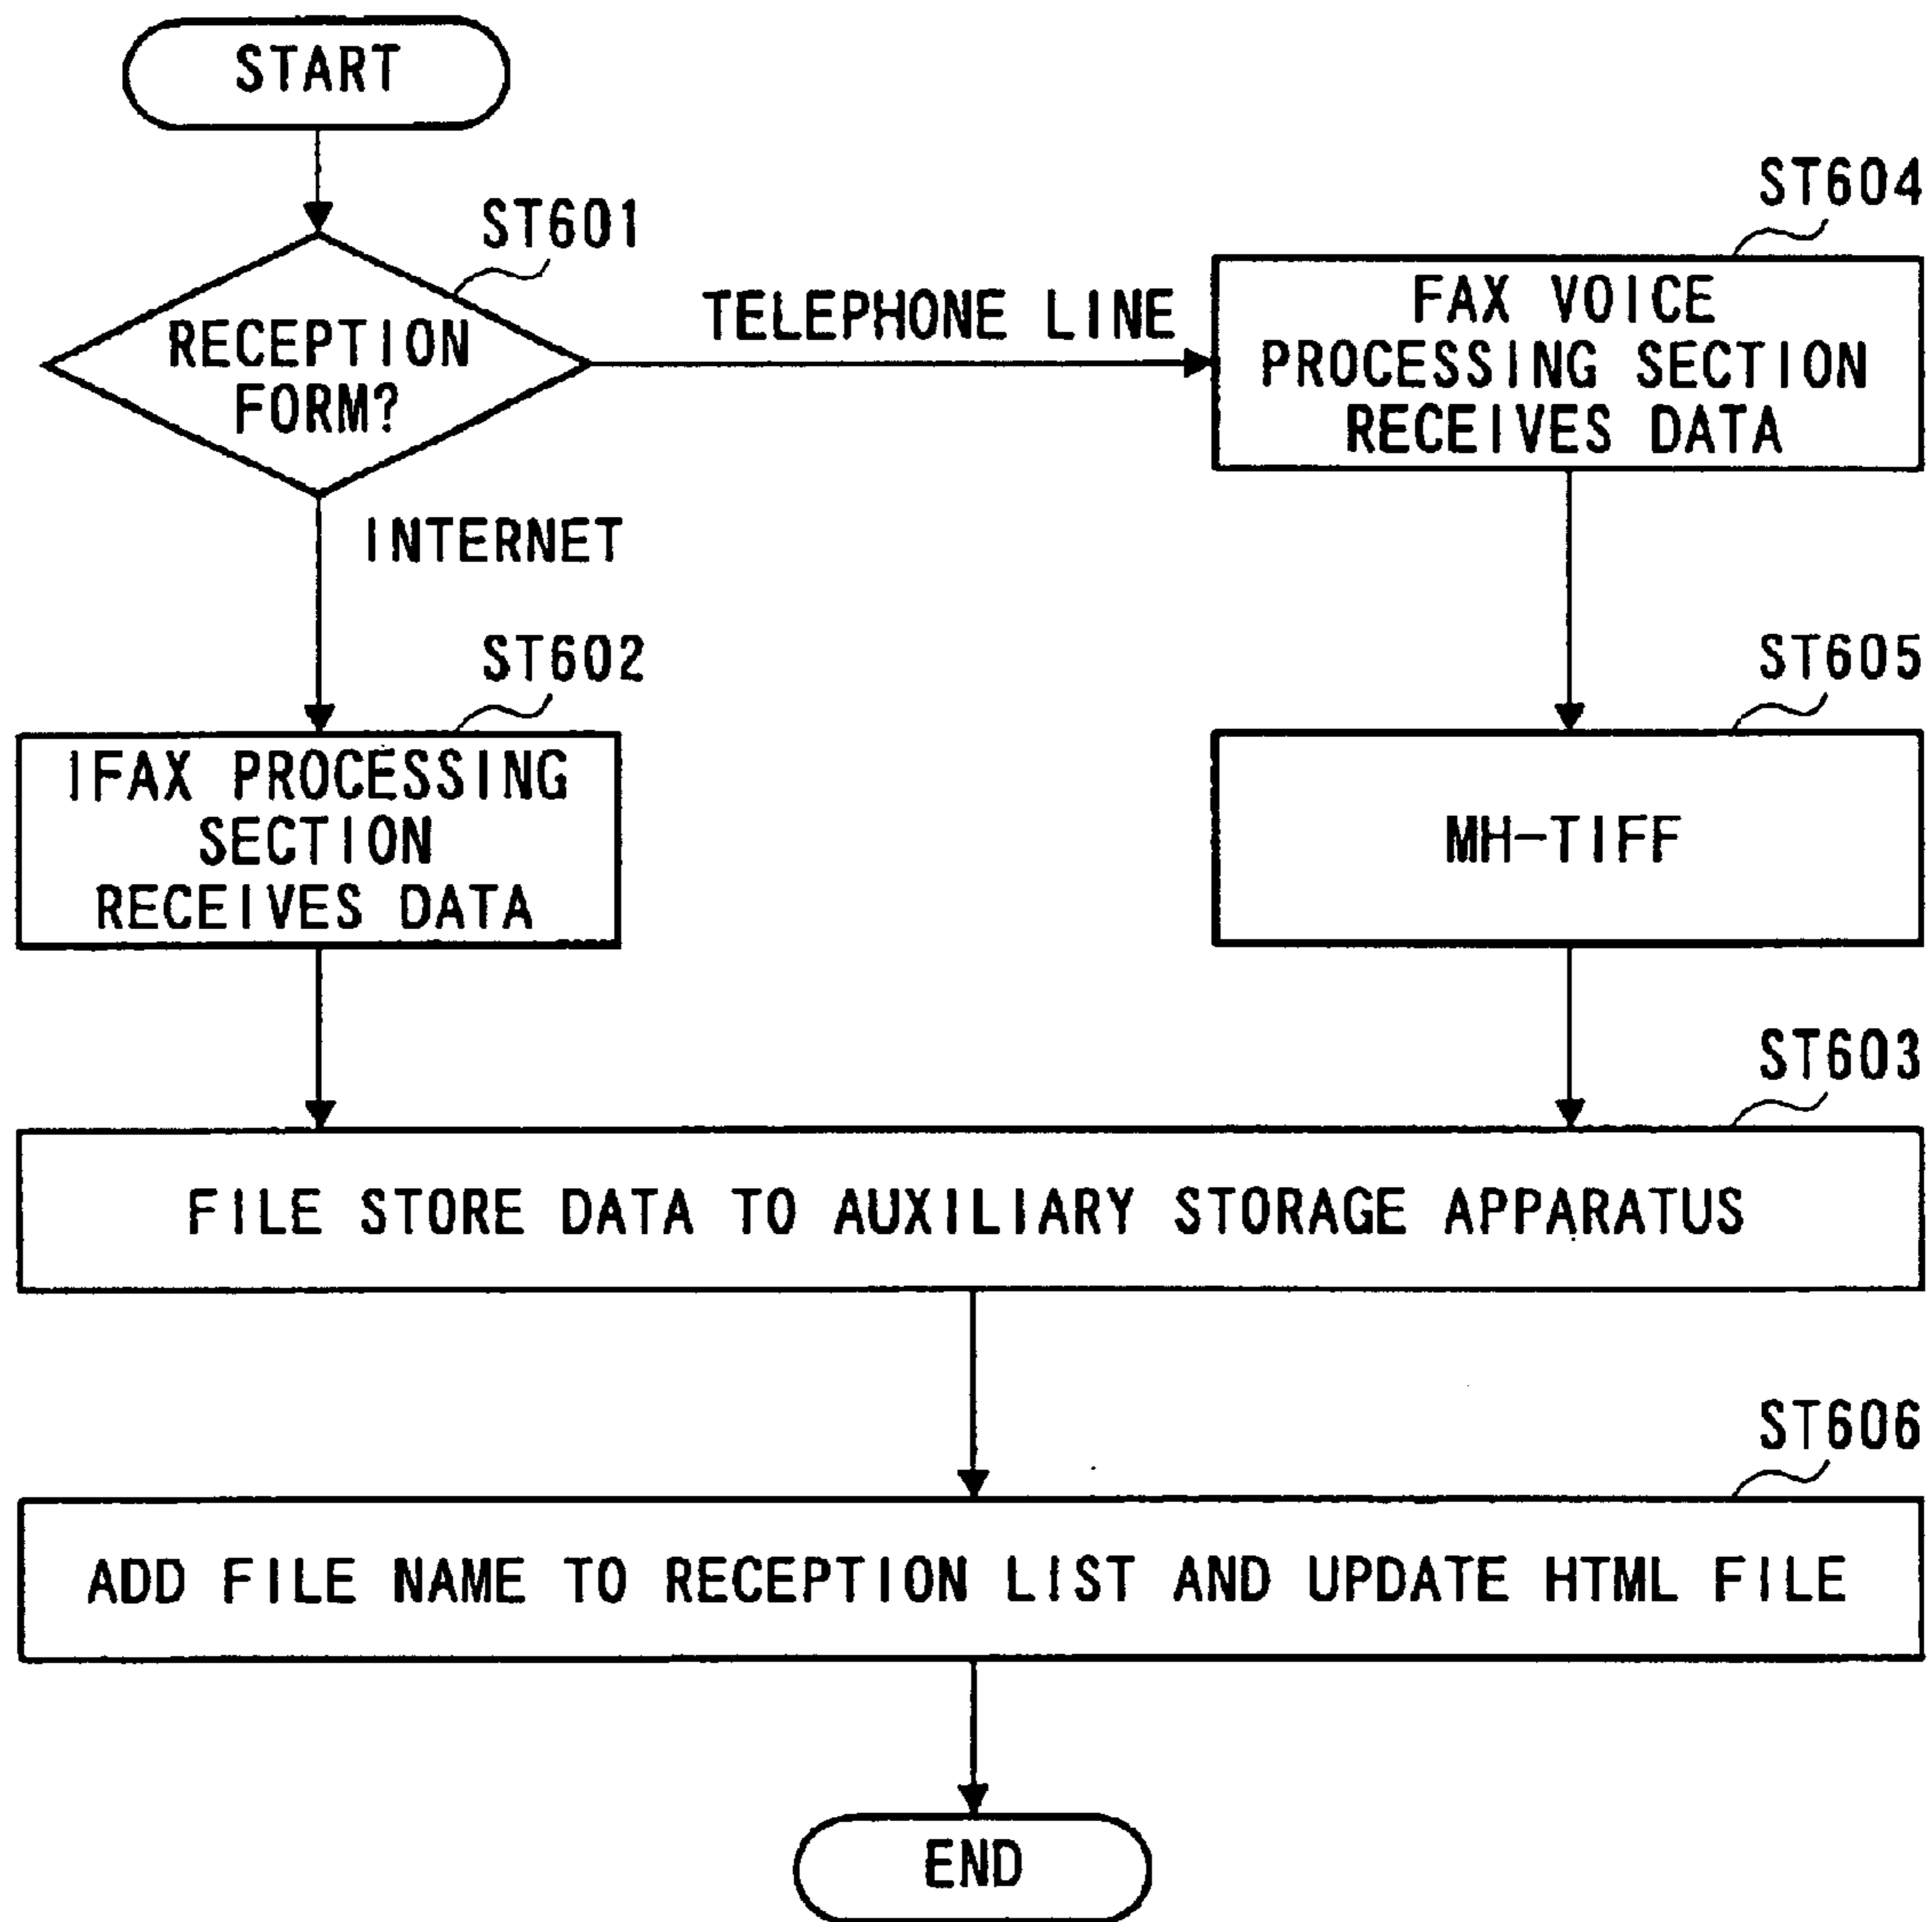 START
ST601
RECEPTION
FORM?
TELEPHONE LINE
ST604
FAX VOICE
PROCESSING SECTION
RECEIVES DATA
INTERNET
ST602
IFAX PROCESSING
SECTION
RECEIVES DATA
ST605
MH-TIFF
ST603
FILE STORE DATA TO AUXILIARY STORAGE APPARATUS
ST606
ADD FILE NAME TO RECEPTION LIST AND UPDATE HTML FILE
END